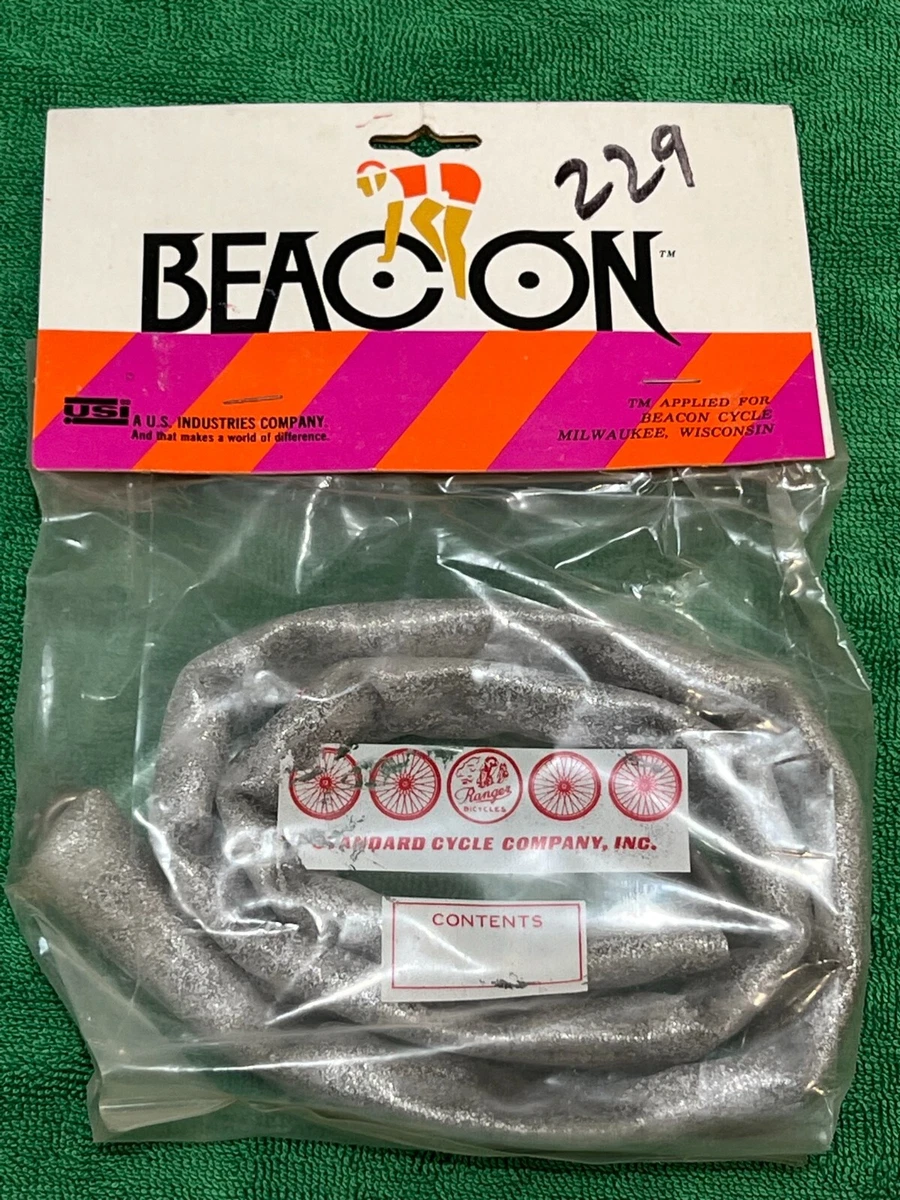 229
BEACON™
USI
A U.S. INDUSTRIES COMPANY.
And that makes a world of difference.
TM APPLIED FOR
BEACON CYCLE
MILWAUKEE, WISCONSIN
Ranger
BICYCLES
STANDARD CYCLE COMPANY, INC.
CONTENTS